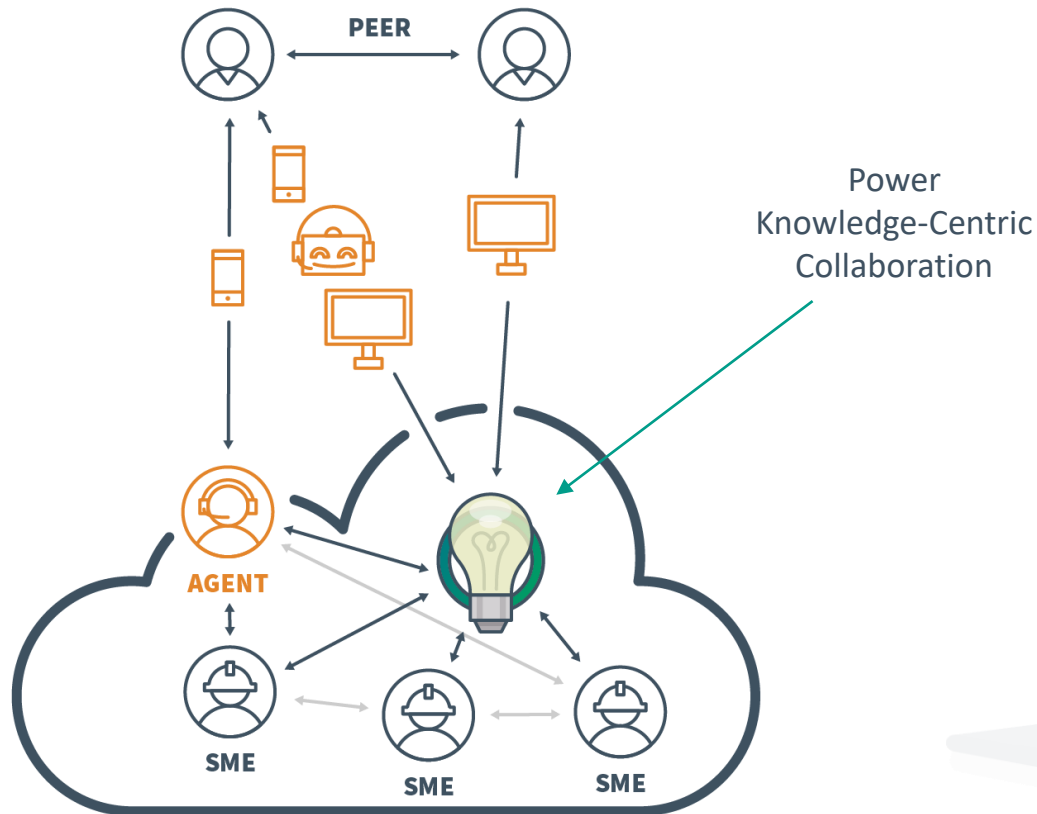 PEER
Power
Knowledge-Centric
Collaboration
AGENT
SME
SME
SME